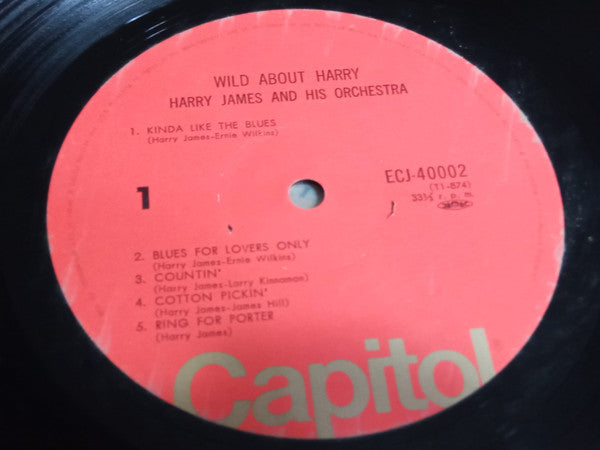 WILD ABOUT HARRY
HARRY JAMES AND HIS ORCHESTRA
1. KINDA LIKE THE BLUES
(Harry James-Ernie Wilkins)
1
ECJ-40002
(T1-874)
33⅓ r. p. m.
2. BLUES FOR LOVERS ONLY
(Harry James-Ernie Wilkins)
3. COUNTIN'
(Harry James-Larry Kinnamon)
4. COTTON PICKIN'
(Harry James-James Hill)
5. RING FOR PORTER
(Harry James)
Capitol